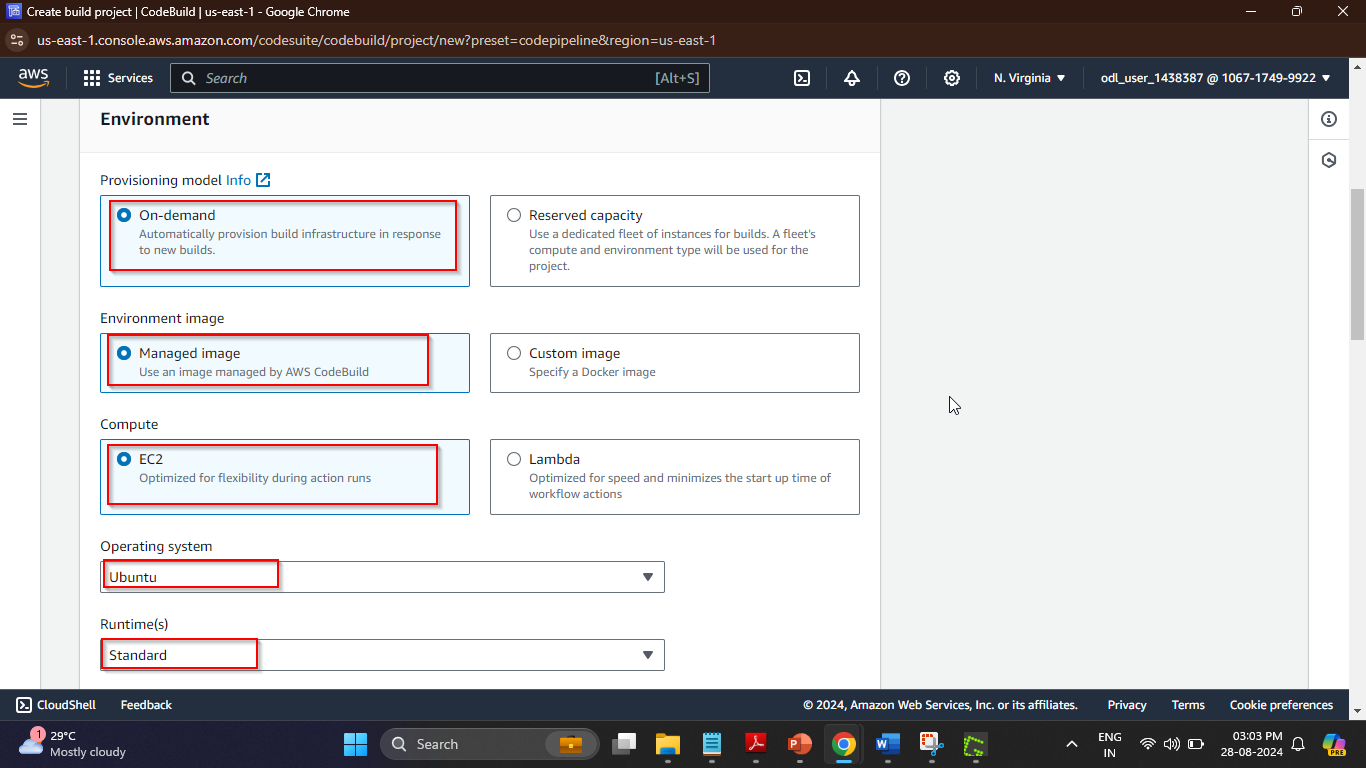 Create build project | CodeBuild | us-east-1 - Google Chrome
us-east-1.console.aws.amazon.com/codesuite/codebuild/project/new?preset=codepipeline&region=us-east-1
aws
Services
Search
[Alt+S]
N. Virginia
odl_user_1438387 @ 1067-1749-9922
Environment
Provisioning model Info
On-demand
Automatically provision build infrastructure in response
to new builds.
Reserved capacity
Use a dedicated fleet of instances for builds. A fleet's
compute and environment type will be used for the
project.
Environment image
Managed image
Use an image managed by AWS CodeBuild
Custom image
Specify a Docker image
Compute
EC2
Optimized for flexibility during action runs
Lambda
Optimized for speed and minimizes the start up time of
workflow actions
Operating system
Ubuntu
Runtime(s)
Standard
CloudShell
Feedback
© 2024, Amazon Web Services, Inc. or its affiliates.
Privacy
Terms
Cookie preferences
1
29°C
Mostly cloudy
Search
ENG
IN
03:03 PM
28-08-2024
PRE